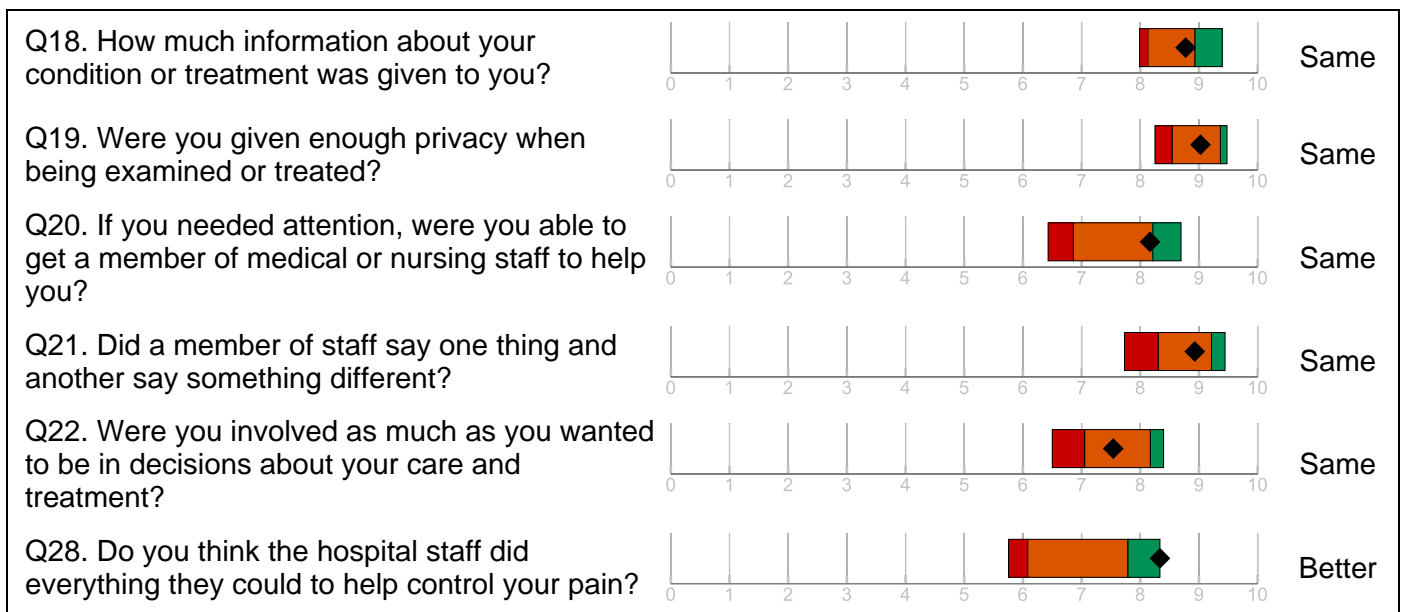 Q18. How much information about your
condition or treatment was given to you?
0 1 2 3 4 5 6 7 8 9 10
Same
Q19. Were you given enough privacy when
being examined or treated?
0 1 2 3 4 5 6 7 8 9 10
Same
Q20. If you needed attention, were you able to
get a member of medical or nursing staff to help
you?
0 1 2 3 4 5 6 7 8 9 10
Same
Q21. Did a member of staff say one thing and
another say something different?
0 1 2 3 4 5 6 7 8 9 10
Same
Q22. Were you involved as much as you wanted
to be in decisions about your care and
treatment?
0 1 2 3 4 5 6 7 8 9 10
Same
Q28. Do you think the hospital staff did
everything they could to help control your pain?
0 1 2 3 4 5 6 7 8 9 10
Better